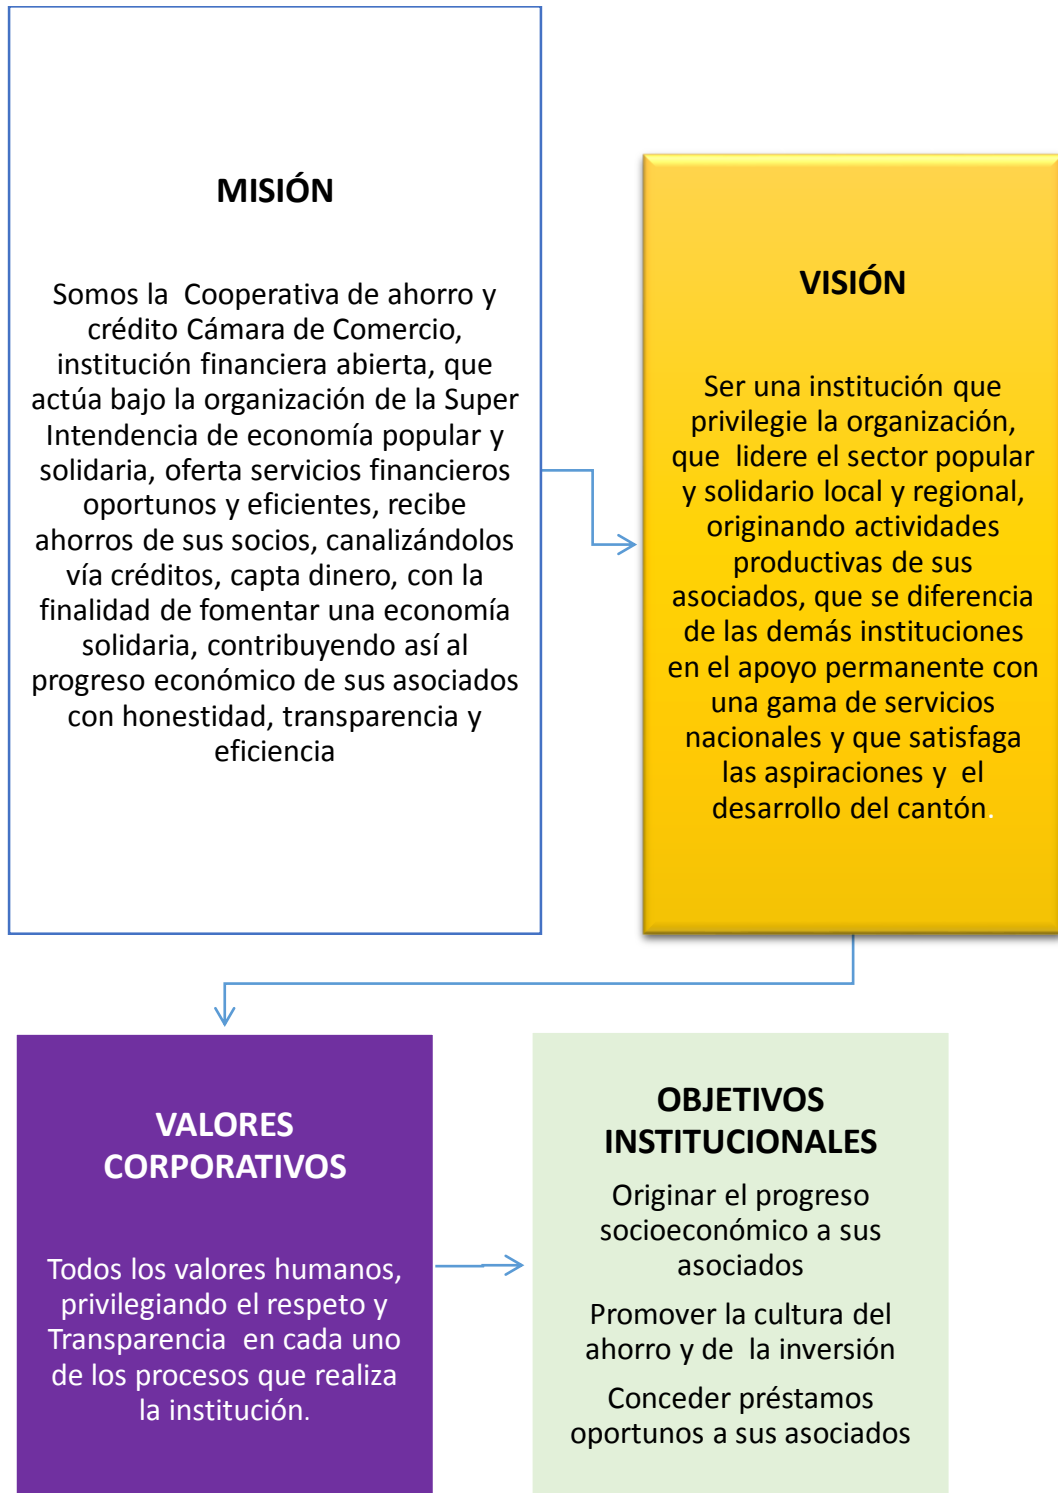 MISIÓN
Somos la Cooperativa de ahorro y
crédito Cámara de Comercio,
institución financiera abierta, que
actúa bajo la organización de la Super
Intendencia de economía popular y
solidaria, oferta servicios financieros
oportunos y eficientes, recibe
ahorros de sus socios, canalizándolos
vía créditos, capta dinero, con la
finalidad de fomentar una economía
solidaria, contribuyendo así al
progreso económico de sus asociados
con honestidad, transparencia y
eficiencia
VISIÓN
Ser una institución que
privilegie la organización,
que lidere el sector popular
y solidario local y regional,
originando actividades
productivas de sus
asociados, que se diferencia
de las demás instituciones
en el apoyo permanente con
una gama de servicios
nacionales y que satisfaga
las aspiraciones y el
desarrollo del cantón.
VALORES
CORPORATIVOS
Todos los valores humanos,
privilegiando el respeto y
Transparencia en cada uno
de los procesos que realiza
la institución.
OBJETIVOS
INSTITUCIONALES
Originar el progreso
socioeconómico a sus
asociados
Promover la cultura del
ahorro y de la inversión
Conceder préstamos
oportunos a sus asociados